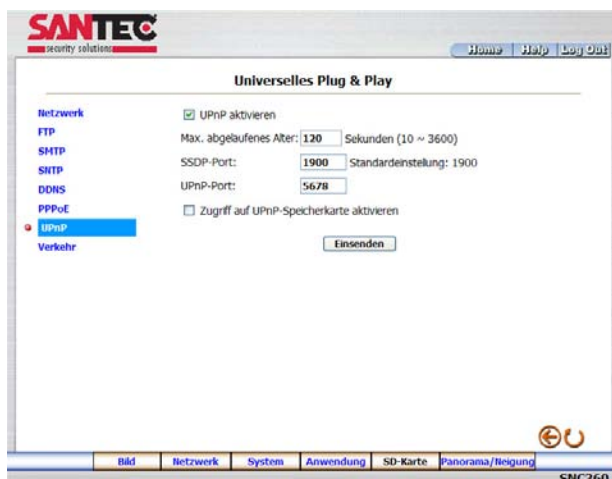 SANTEC
security solutions
Home Help Log Out
Universelles Plug & Play
Netzwerk
FTP
SMTP
SNTP
DDNS
PPPoE
UPnP
Verkehr
UPnP aktivieren
Max. abgelaufenes Alter: 120 Sekunden (10 ~ 3600)
SSDP-Port: 1900 Standardeinstellung: 1900
UPnP-Port: 5678
Zugriff auf UPnP-Speicherkarte aktivieren
Einsenden
Bild Netzwerk System Anwendung SD-Karte Panorama/Neigung
SNC260